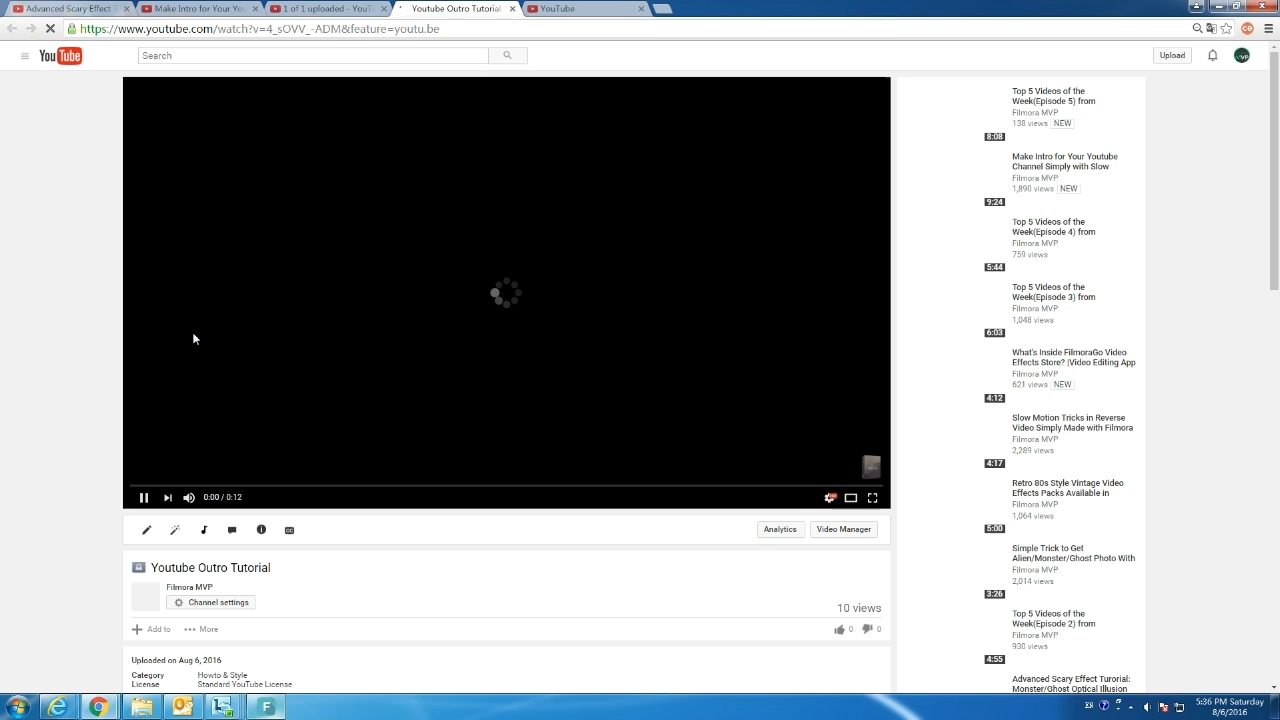 Advanced Scary Effect T
Make Intro for Your You
1 of 1 uploaded - YouT
Youtube Outro Tutorial
YouTube
https://www.youtube.com/watch?v=4_sOVV_-ADM&feature=youtu.be
YouTube
Search
Upload
Top 5 Videos of the
Week(Episode 5) from
Filmora MVP
138 views NEW
8:08
Make Intro for Your Youtube
Channel Simply with Slow
Filmora MVP
1,890 views NEW
9:24
Top 5 Videos of the
Week(Episode 4) from
Filmora MVP
759 views
5:44
Top 5 Videos of the
Week(Episode 3) from
Filmora MVP
1,048 views
6:03
What's Inside FilmoraGo Video
Effects Store? |Video Editing App
Filmora MVP
621 views NEW
4:12
Slow Motion Tricks in Reverse
Video Simply Made with Filmora
Filmora MVP
2,289 views
4:17
Retro 80s Style Vintage Video
Effects Packs Available in
Filmora MVP
1,064 views
5:00
Simple Trick to Get
Alien/Monster/Ghost Photo With
Filmora MVP
2,014 views
3:26
Top 5 Videos of the
Week(Episode 2) from
Filmora MVP
930 views
4:55
Advanced Scary Effect Turorial:
Monster/Ghost Optical Illusion
0:00 / 0:12
Analytics
Video Manager
Youtube Outro Tutorial
Filmora MVP
Channel settings
10 views
Add to
More
0
0
Uploaded on Aug 6, 2016
Category Howto & Style
License Standard YouTube License
5:36 PM Saturday
8/6/2016